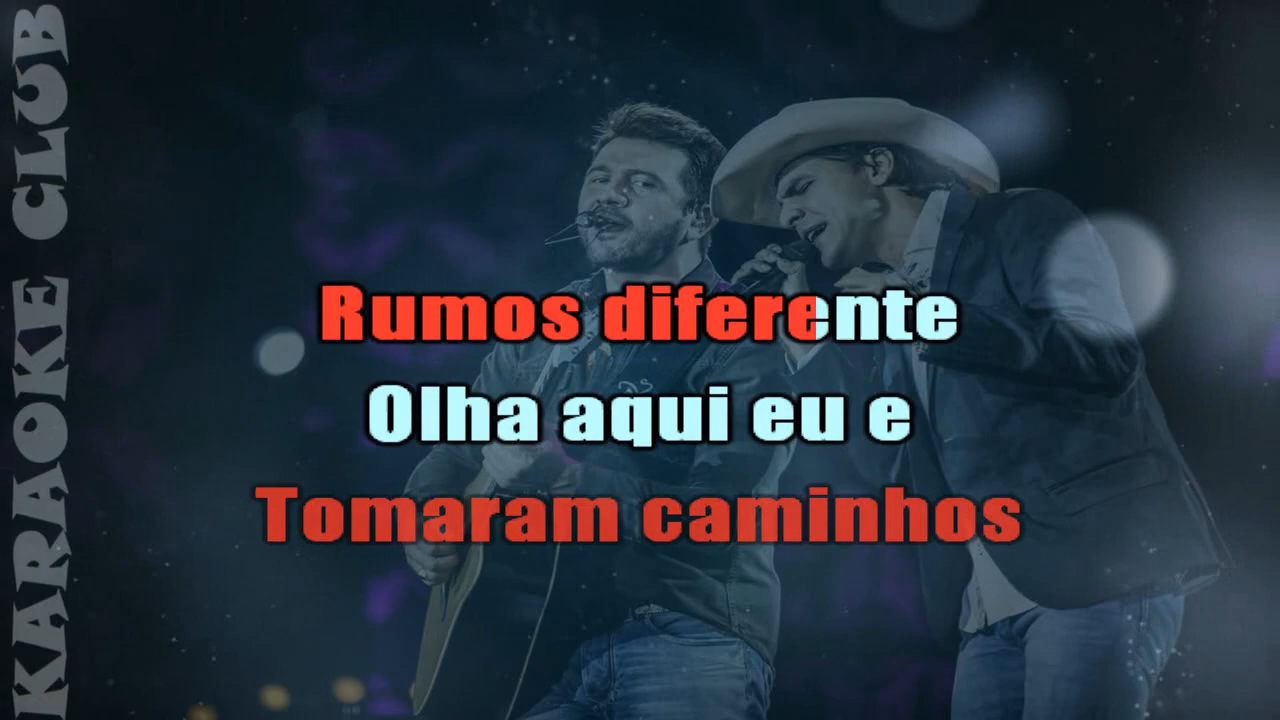 KARAOKE CLUB
Rumos diferente
Olha aqui eu e
Tomaram caminhos